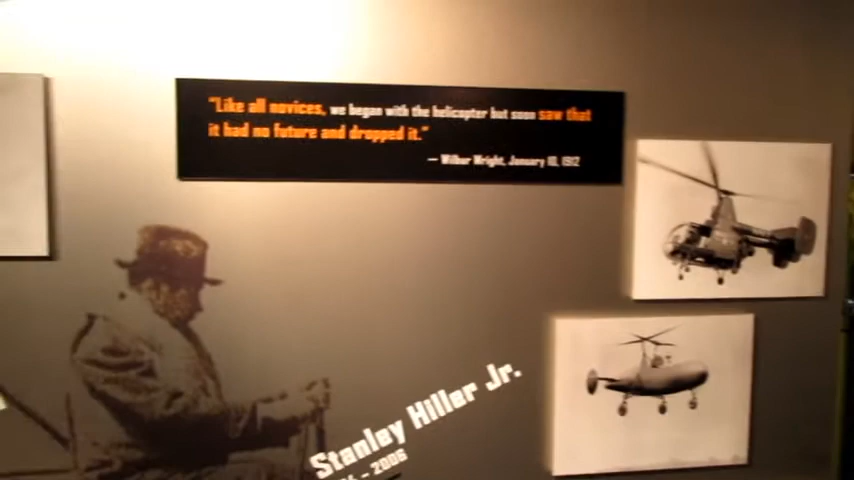 "Like all novices, we began with the helicopter but soon saw that
it had no future and dropped it."
— Wilbur Wright, January 10, 1912
Stanley Hiller Jr.
- 2006